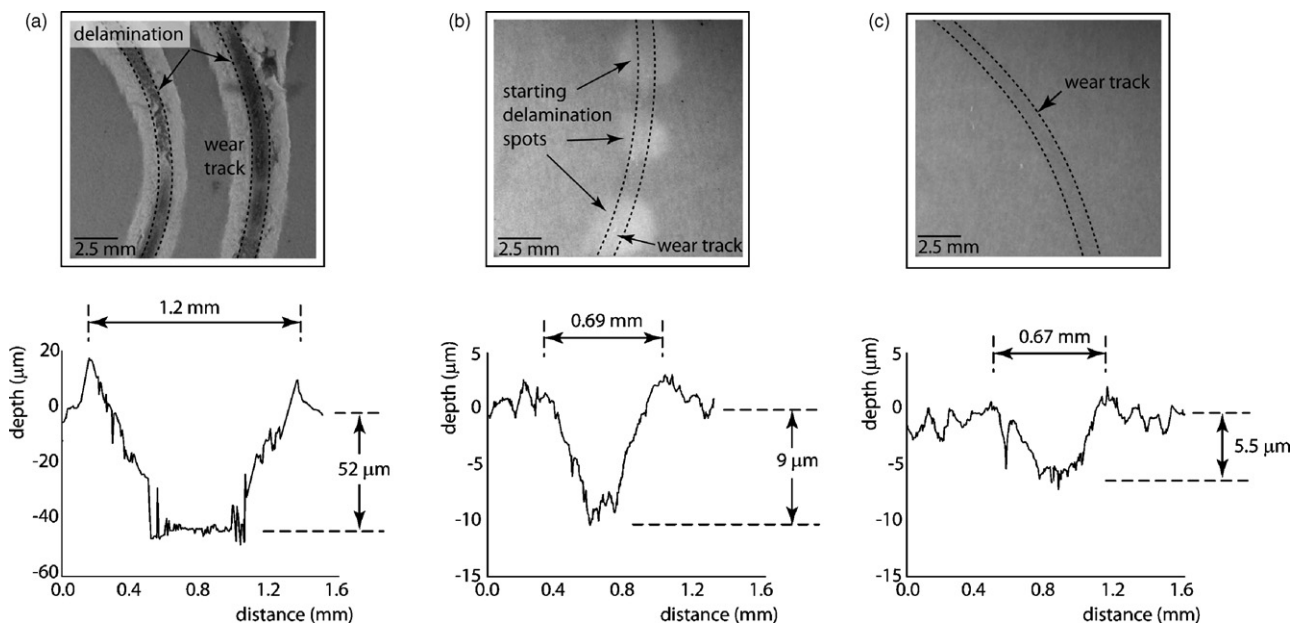 (a)
delamination
wear
track
2.5 mm
(b)
starting
delamination
spots
wear track
2.5 mm
(c)
wear track
2.5 mm
1.2 mm
depth (μm)
20
0
-20
-40
-60
52 μm
0.0 0.4 0.8 1.2 1.6
distance (mm)
0.69 mm
depth (μm)
5
0
-5
-10
-15
9 μm
0.0 0.4 0.8 1.2 1.6
distance (mm)
0.67 mm
depth (μm)
5
0
-5
-10
-15
5.5 μm
0.0 0.4 0.8 1.2 1.6
distance (mm)